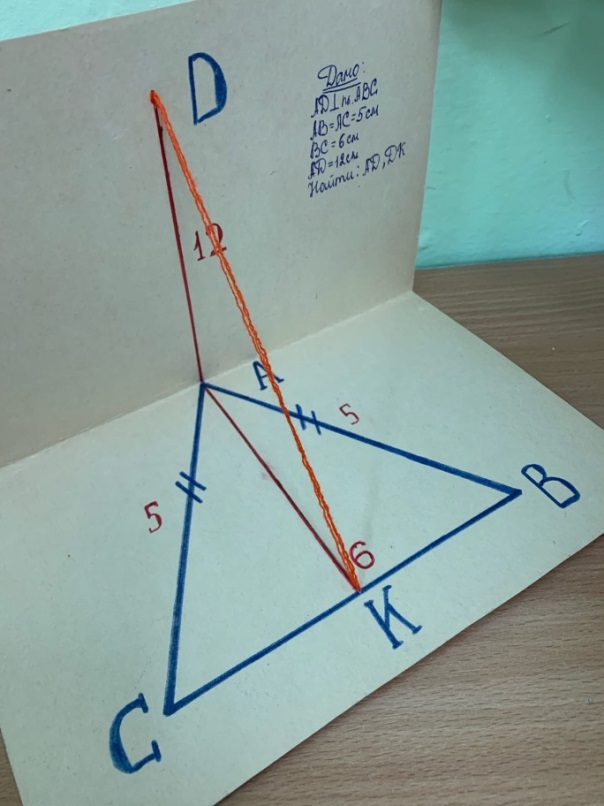 D
Дано:
AD⊥пл.ABC
AB=AC=5см
BC=6см
AD=12см
Найти: AD, DK
12
A
5
5
B
6
K
C